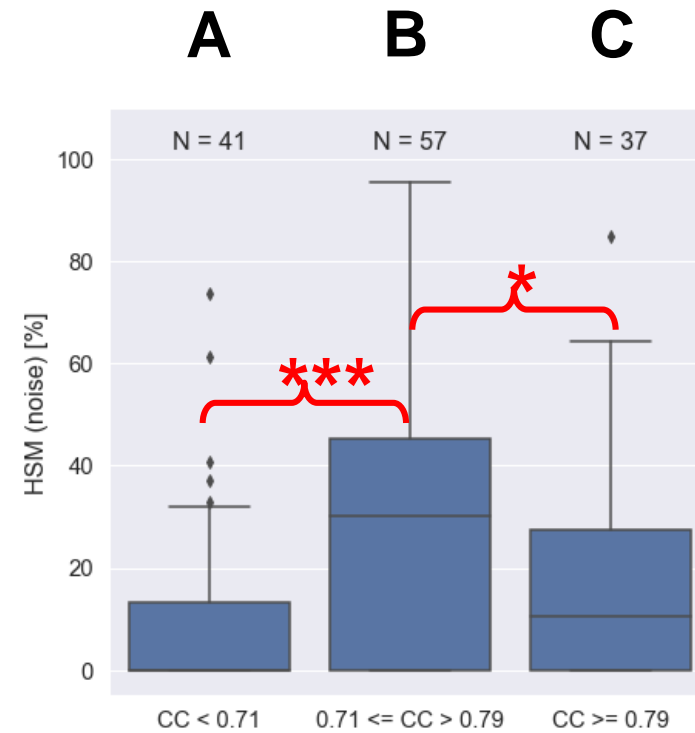 A B C
N = 41 N = 57 N = 37
HSM (noise) [%]
100
80
60
40
20
0
*
***
CC < 0.71 0.71 <= CC > 0.79 CC >= 0.79